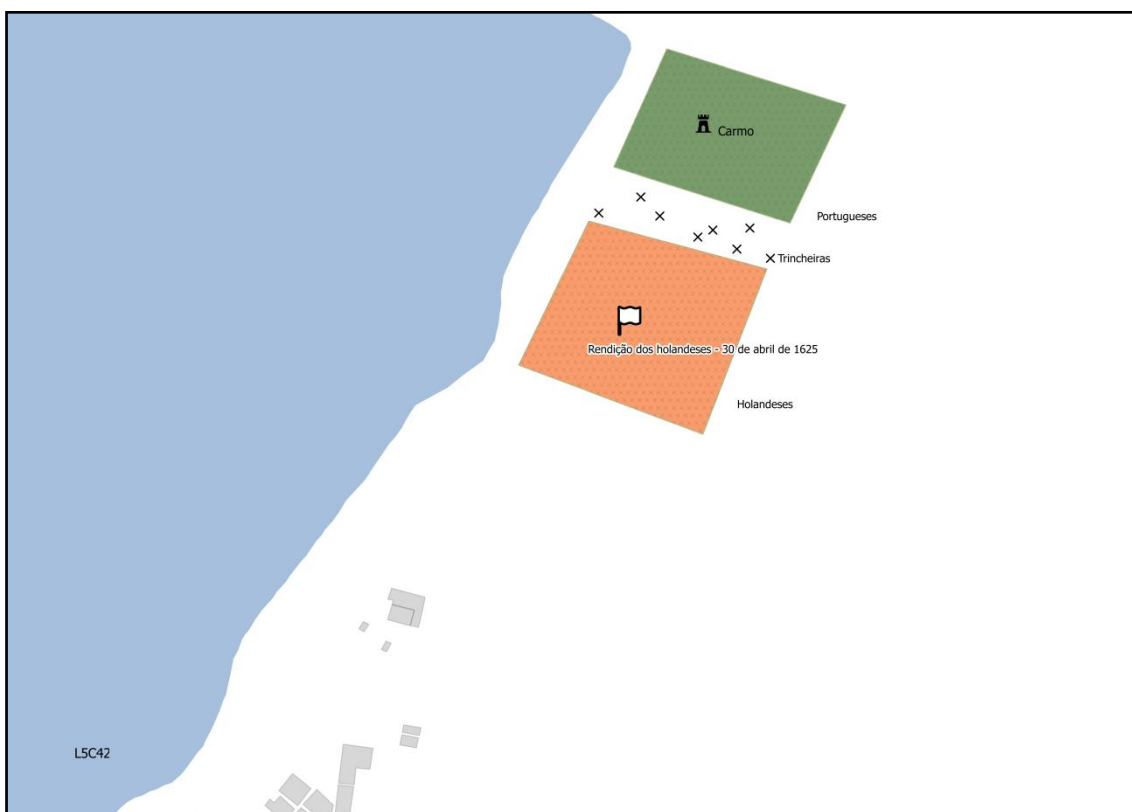 Carmo
Portugueses
Trincheiras
Rendição dos holandeses - 30 de abril de 1625
Holandeses
L5C42